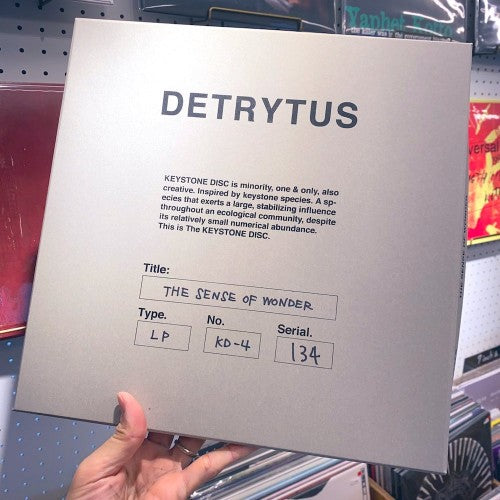 Yaphet Kotto
DETRYTUS
KEYSTONE DISC is minority, one & only, also
creative. Inspired by keystone species. A sp-
ecies that exerts a large, stabilizing influence
throughout an ecological community, despite
its relatively small numerical abundance.
This is The KEYSTONE DISC.
Title:
THE SENSE OF WONDER
Type. No. Serial.
LP KD-4 134